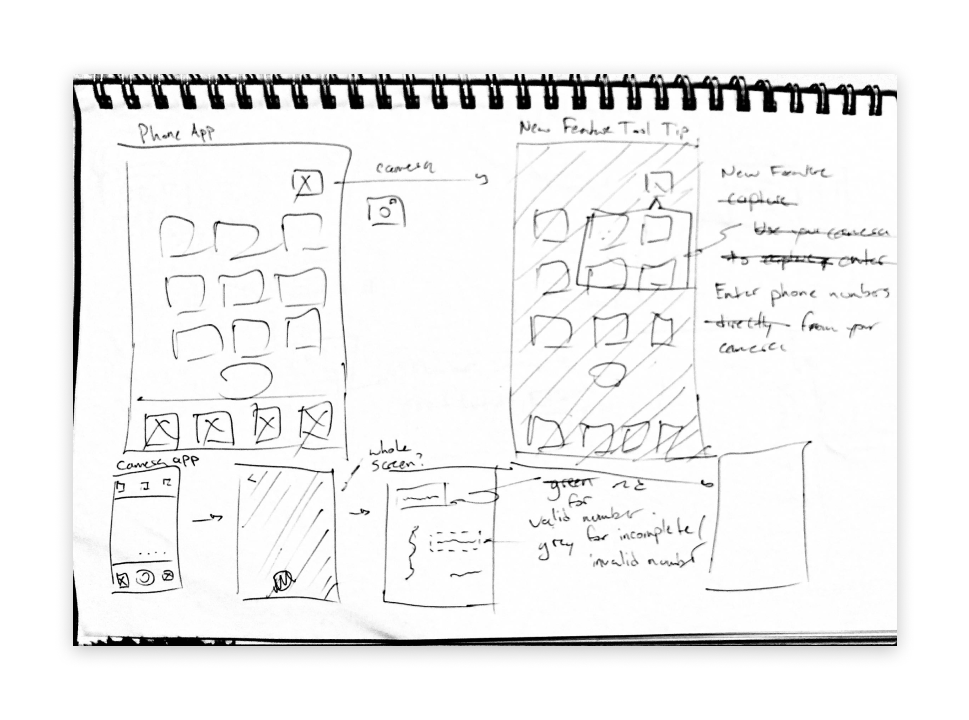 Phone App
camera
New Feature Tool Tip
New Feature
capture
Use your camera
to capture enter
Enter phone numbers
directly from your
camera
camera app
whole
screen?
green
for
valid number.
grey for incomplete/
invalid number